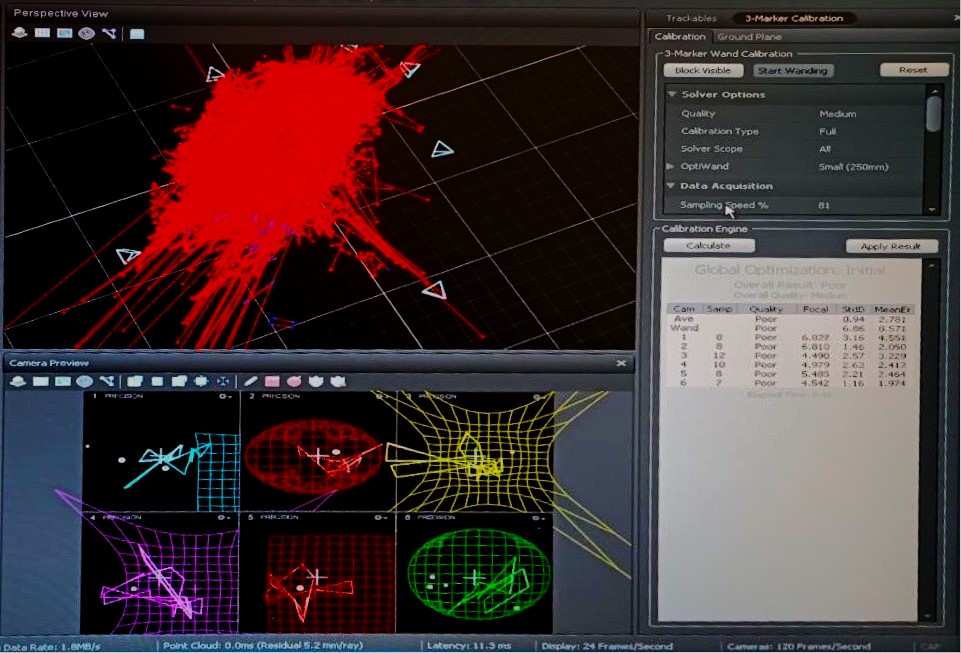 Perspective View
Trackables 3-Marker Calibration
Calibration Ground Plane
3-Marker Wand Calibration
Block Visible Start Wanding Reset
Solver Options
Quality Medium
Calibration Type Full
Solver Scope All
OptiWand Small (250mm)
Data Acquisition
Sampling Speed % 81
Calibration Engine
Calculate Apply Result
Global Optimization: Initial
Overall Result: Poor
Overall Quality: Medium
Cam Samp Quality Focal StdD MeanEr
Ave Poor 0.94 2.781
Wand Poor 6.86 8.571
1 8 Poor 6.827 3.16 4.551
2 8 Poor 6.810 1.46 2.050
3 12 Poor 4.490 2.57 3.229
4 10 Poor 4.979 2.63 2.413
5 8 Poor 5.485 2.21 2.464
6 7 Poor 4.542 1.16 1.974
Camera Preview
1 PRECISION
2 PRECISION
3 PRECISION
4 PRECISION
5 PRECISION
6 PRECISION
Data Rate: 1.8MB/s Point Cloud: 0.0ms (Residual 5.2 mm/ray) Latency: 11.3 ms Display: 24 Frames/Second Cameras: 120 Frames/Second